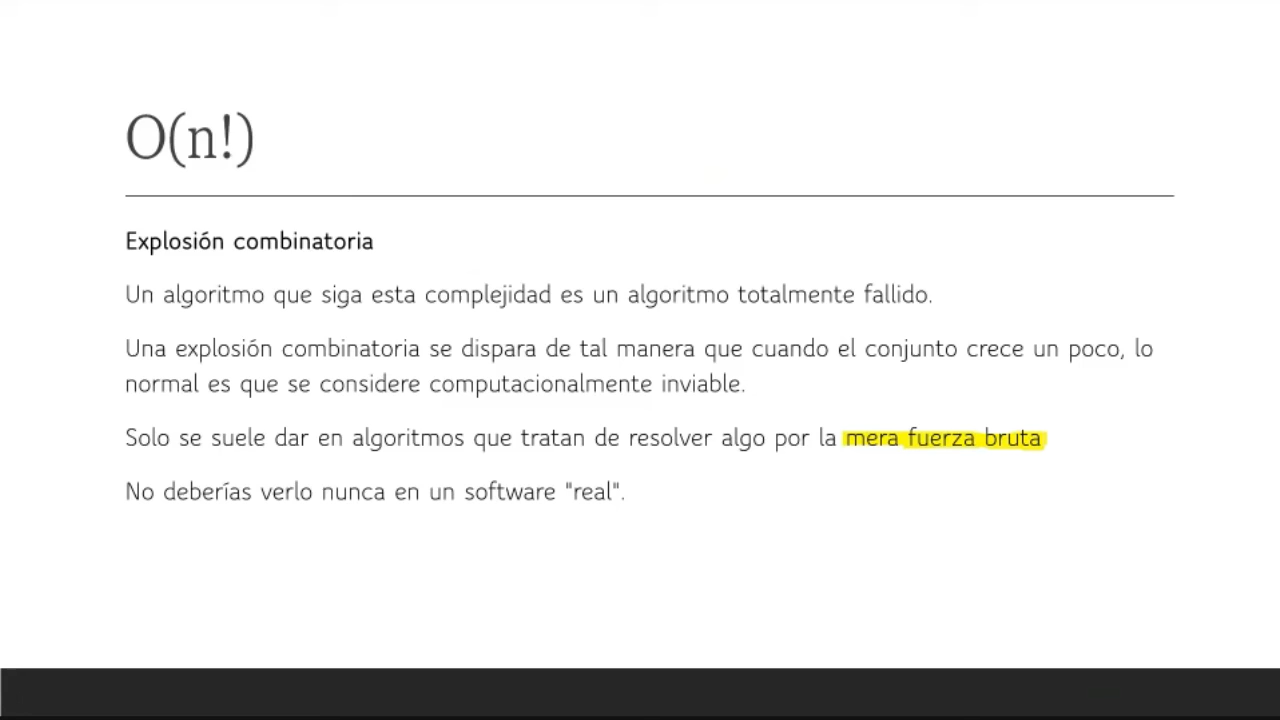 O(n!)
Explosión combinatoria
Un algoritmo que siga esta complejidad es un algoritmo totalmente fallido.
Una explosión combinatoria se dispara de tal manera que cuando el conjunto crece un poco, lo
normal es que se considere computacionalmente inviable.
Solo se suele dar en algoritmos que tratan de resolver algo por la mera fuerza bruta
No deberías verlo nunca en un software "real".